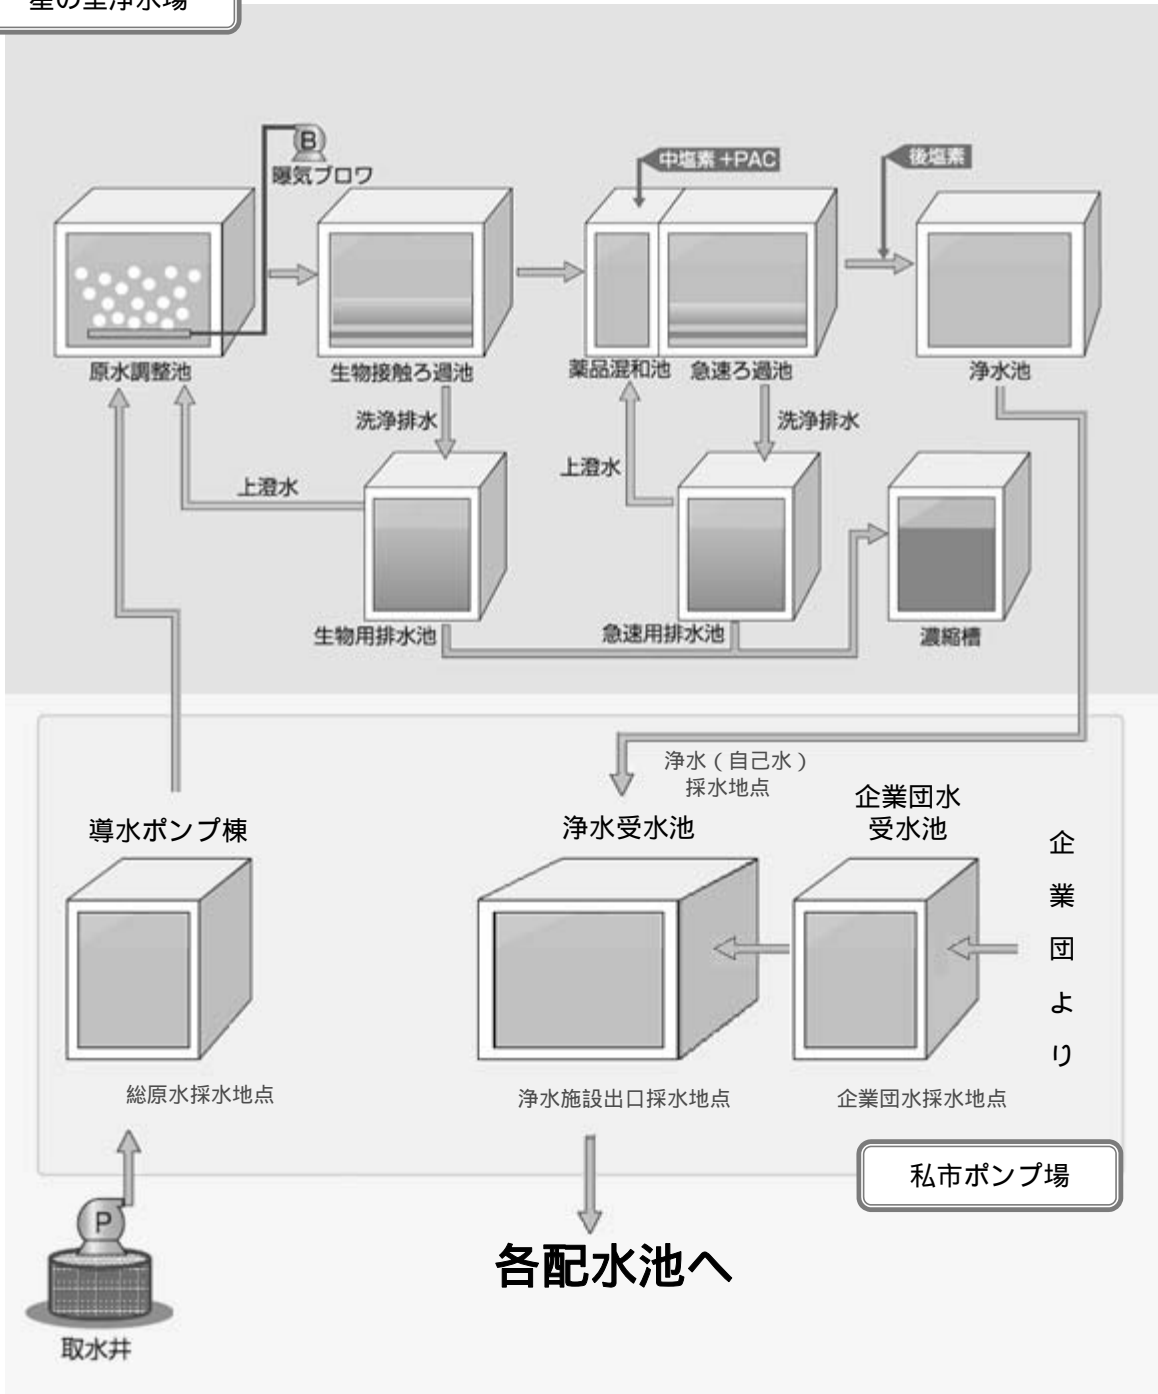 星の里浄水場
B
曝気ブロワ
中塩素+PAC
後塩素
原水調整池
生物接触ろ過池
薬品混和池
急速ろ過池
浄水池
洗浄排水
洗浄排水
上澄水
上澄水
生物用排水池
急速用排水池
濃縮槽
浄水(自己水)
採水地点
導水ポンプ棟
浄水受水池
企業団水
受水池
企業団より
総原水採水地点
浄水施設出口採水地点
企業団水採水地点
私市ポンプ場
P
各配水池へ
取水井